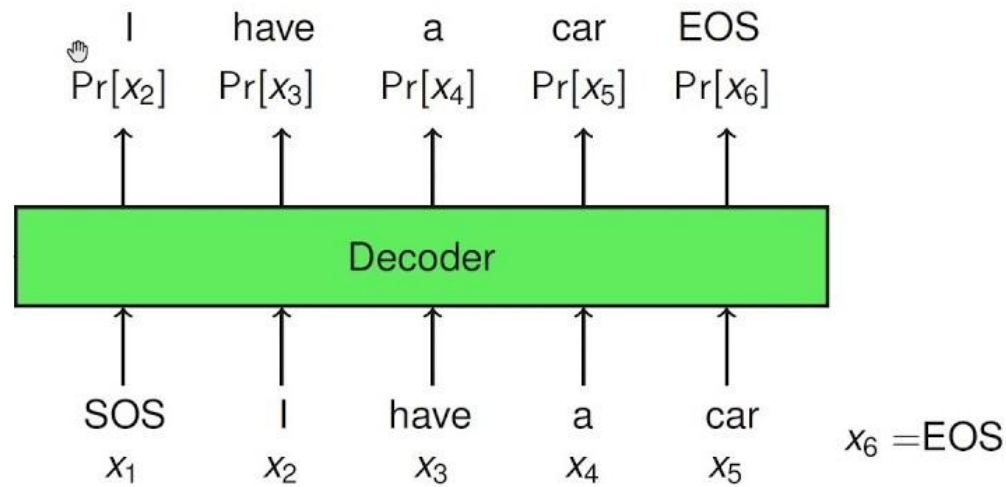 I have a car EOS
Pr[x₂] Pr[x₃] Pr[x₄] Pr[x₅] Pr[x₆]
Decoder
SOS I have a car
x₁ x₂ x₃ x₄ x₅
x₆ =EOS